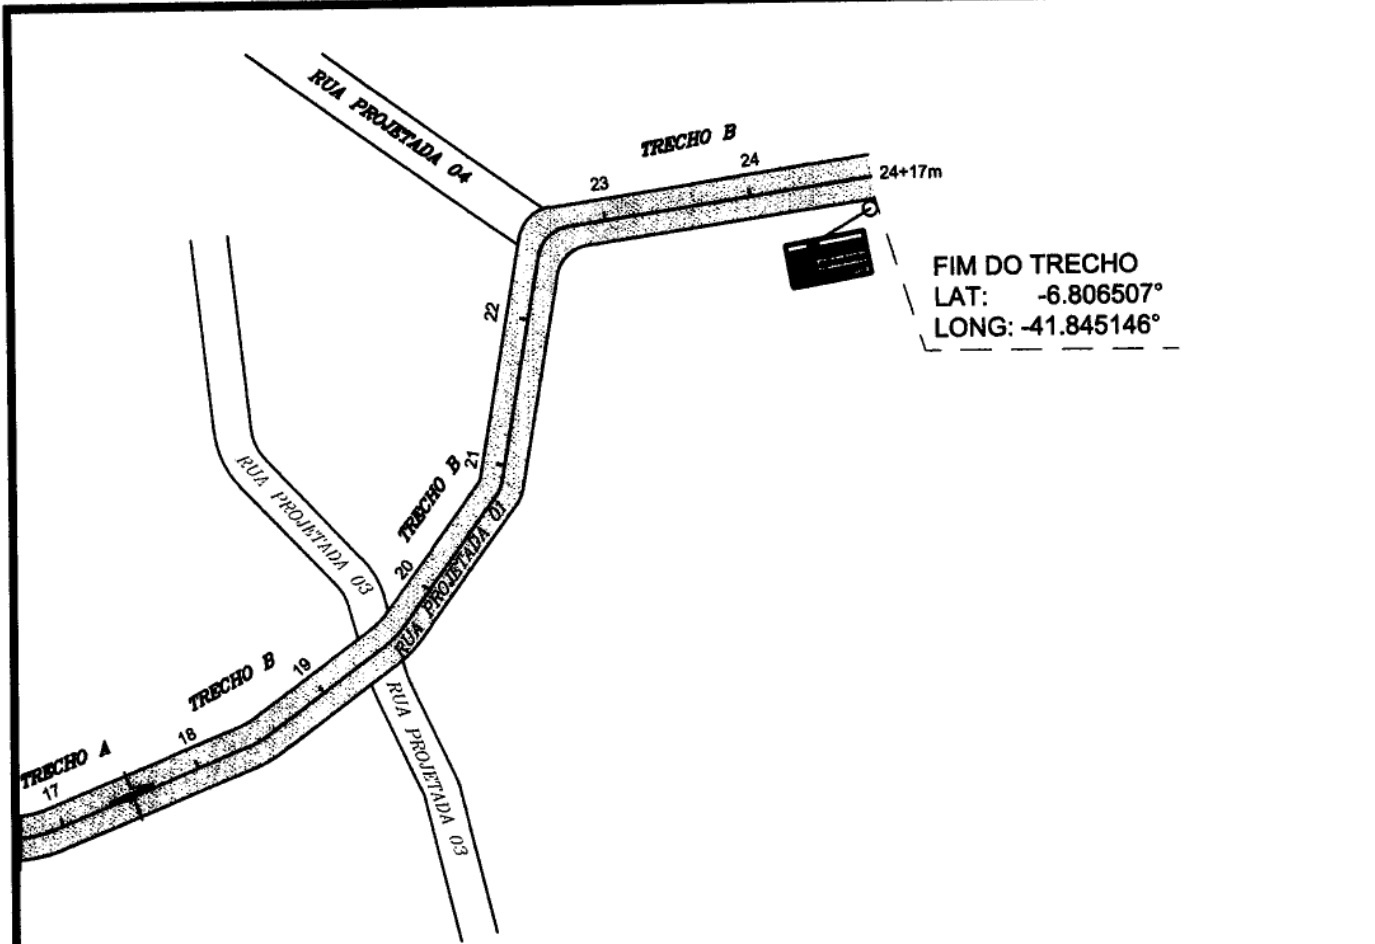 RUA PROJETADA 04
TRECHO B
23
24
24+17m
FIM DO TRECHO
LAT: -6.806507°
LONG: -41.845146°
22
21
TRECHO B
RUA PROJETADA 03
20
RUA PROJETADA 01
19
TRECHO B
18
RUA PROJETADA 03
TRECHO A
17